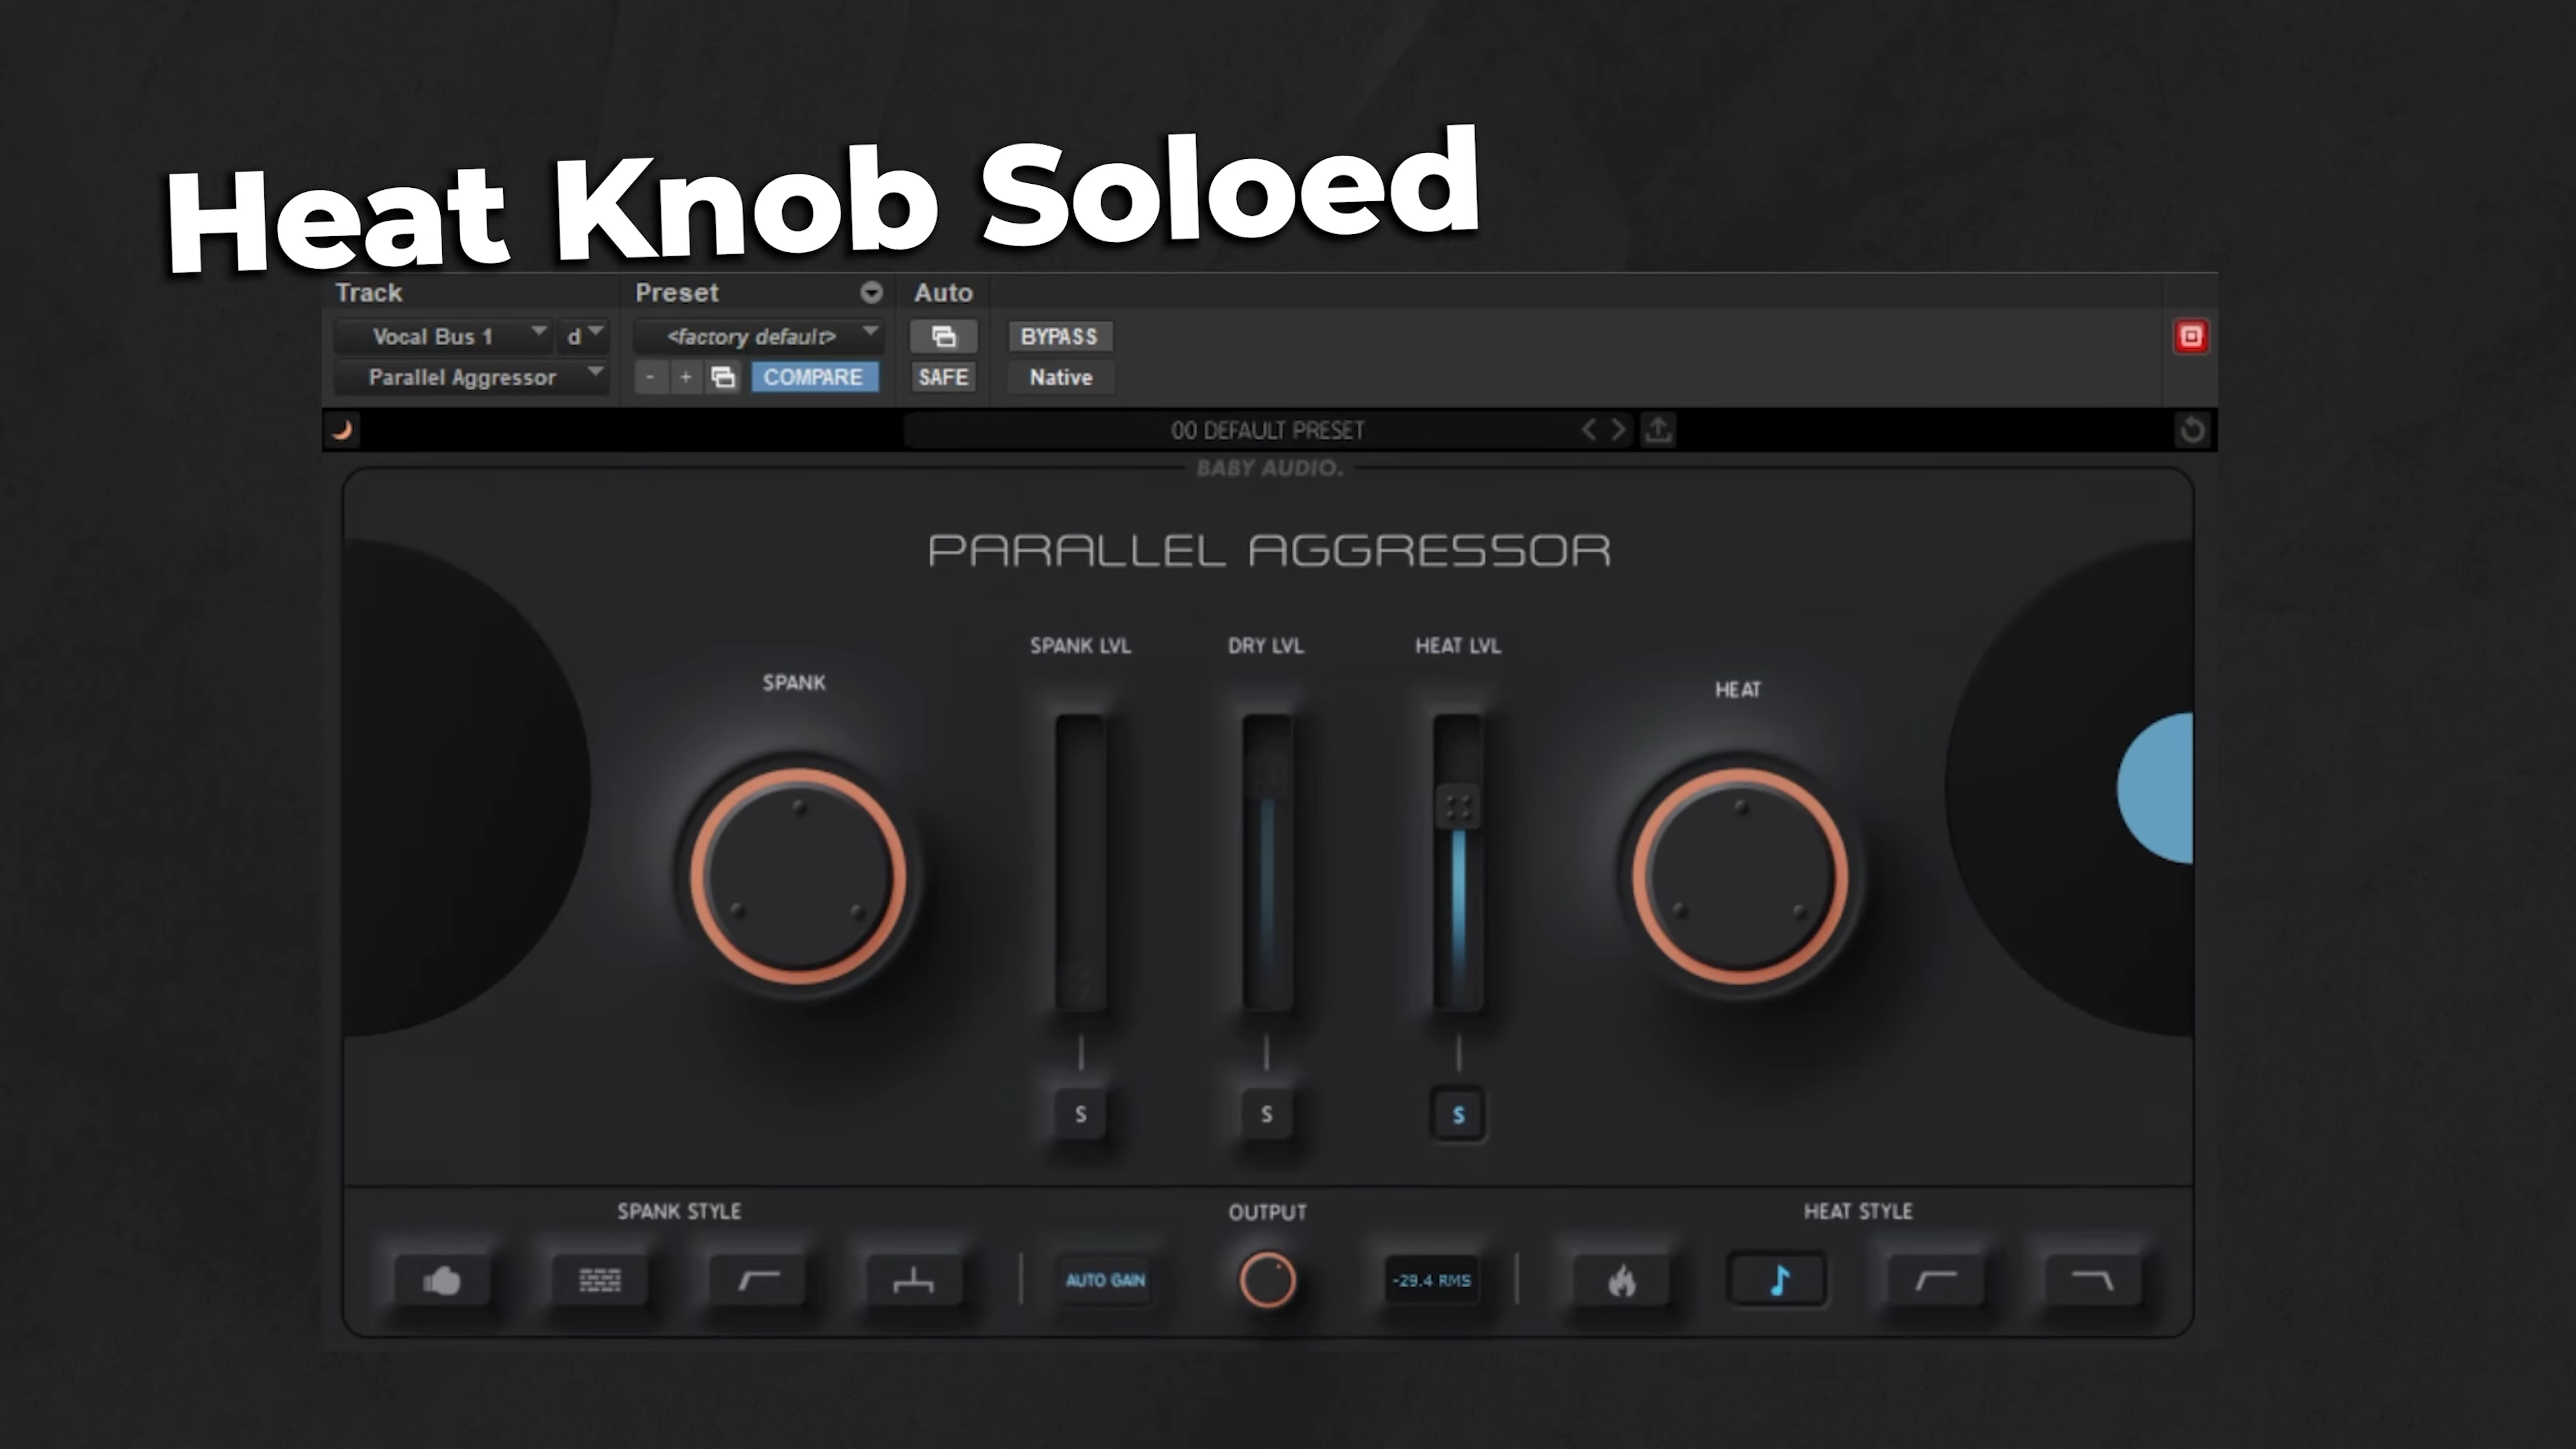 Heat Knob Soloed
Track
Preset
Auto
Vocal Bus 1
d
<factory default>
BYPASS
Parallel Aggressor
-
+
COMPARE
SAFE
Native
00 DEFAULT PRESET
BABY AUDIO.
PARALLEL AGGRESSOR
SPANK LVL
DRY LVL
HEAT LVL
SPANK
HEAT
S
S
S
SPANK STYLE
OUTPUT
HEAT STYLE
AUTO GAIN
-29.4 RMS